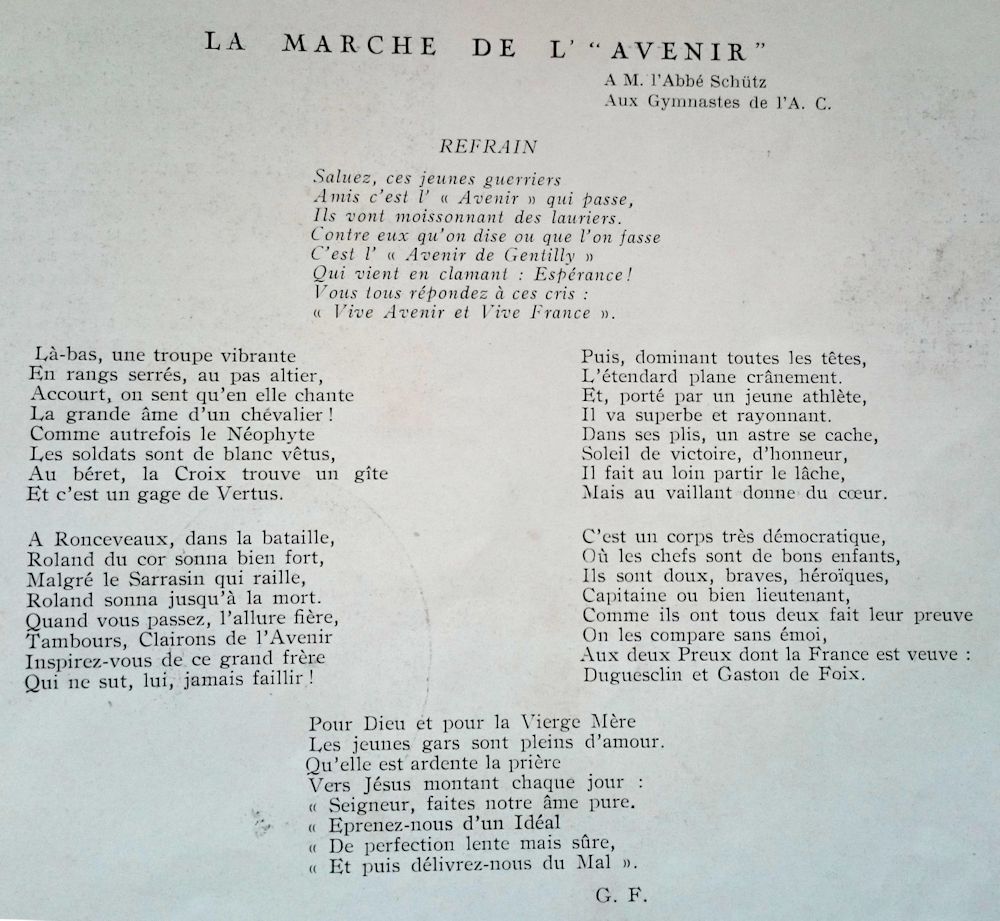 LA MARCHE DE L' “ AVENIR ”
A M. l'Abbé Schütz
Aux Gymnastes de l'A. C.
REFRAIN
Saluez, ces jeunes guerriers
Amis c'est l' « Avenir » qui passe,
Ils vont moissonnant des lauriers.
Contre eux qu'on dise ou que l'on fasse
C'est l' « Avenir de Gentilly »
Qui vient en clamant : Espérance !
Vous tous répondez à ces cris :
« Vive Avenir et Vive France ».
Là-bas, une troupe vibrante
En rangs serrés, au pas altier,
Accourt, on sent qu'en elle chante
La grande âme d'un chévalier !
Comme autrefois le Néophyte
Les soldats sont de blanc vêtus,
Au béret, la Croix trouve un gîte
Et c'est un gage de Vertus.
A Ronceveaux, dans la bataille,
Roland du cor sonna bien fort,
Malgré le Sarrasin qui raille,
Roland sonna jusqu'à la mort.
Quand vous passez, l'allure fière,
Tambours, Clairons de l'Avenir
Inspirez-vous de ce grand frère
Qui ne sut, lui, jamais faillir !
Puis, dominant toutes les têtes,
L'étendard plane crânement.
Et, porté par un jeune athlète,
Il va superbe et rayonnant.
Dans ses plis, un astre se cache,
Soleil de victoire, d'honneur,
Il fait au loin partir le lâche,
Mais au vaillant donne du cœur.
C'est un corps très démocratique,
Où les chefs sont de bons enfants,
Ils sont doux, braves, héroïques,
Capitaine ou bien lieutenant,
Comme ils ont tous deux fait leur preuve
On les compare sans émoi,
Aux deux Preux dont la France est veuve :
Duguesclin et Gaston de Foix.
Pour Dieu et pour la Vierge Mère
Les jeunes gars sont pleins d'amour.
Qu'elle est ardente la prière
Vers Jésus montant chaque jour :
« Seigneur, faites notre âme pure.
« Eprenez-nous d'un Idéal
« De perfection lente mais sûre,
« Et puis délivrez-nous du Mal ».
G. F.